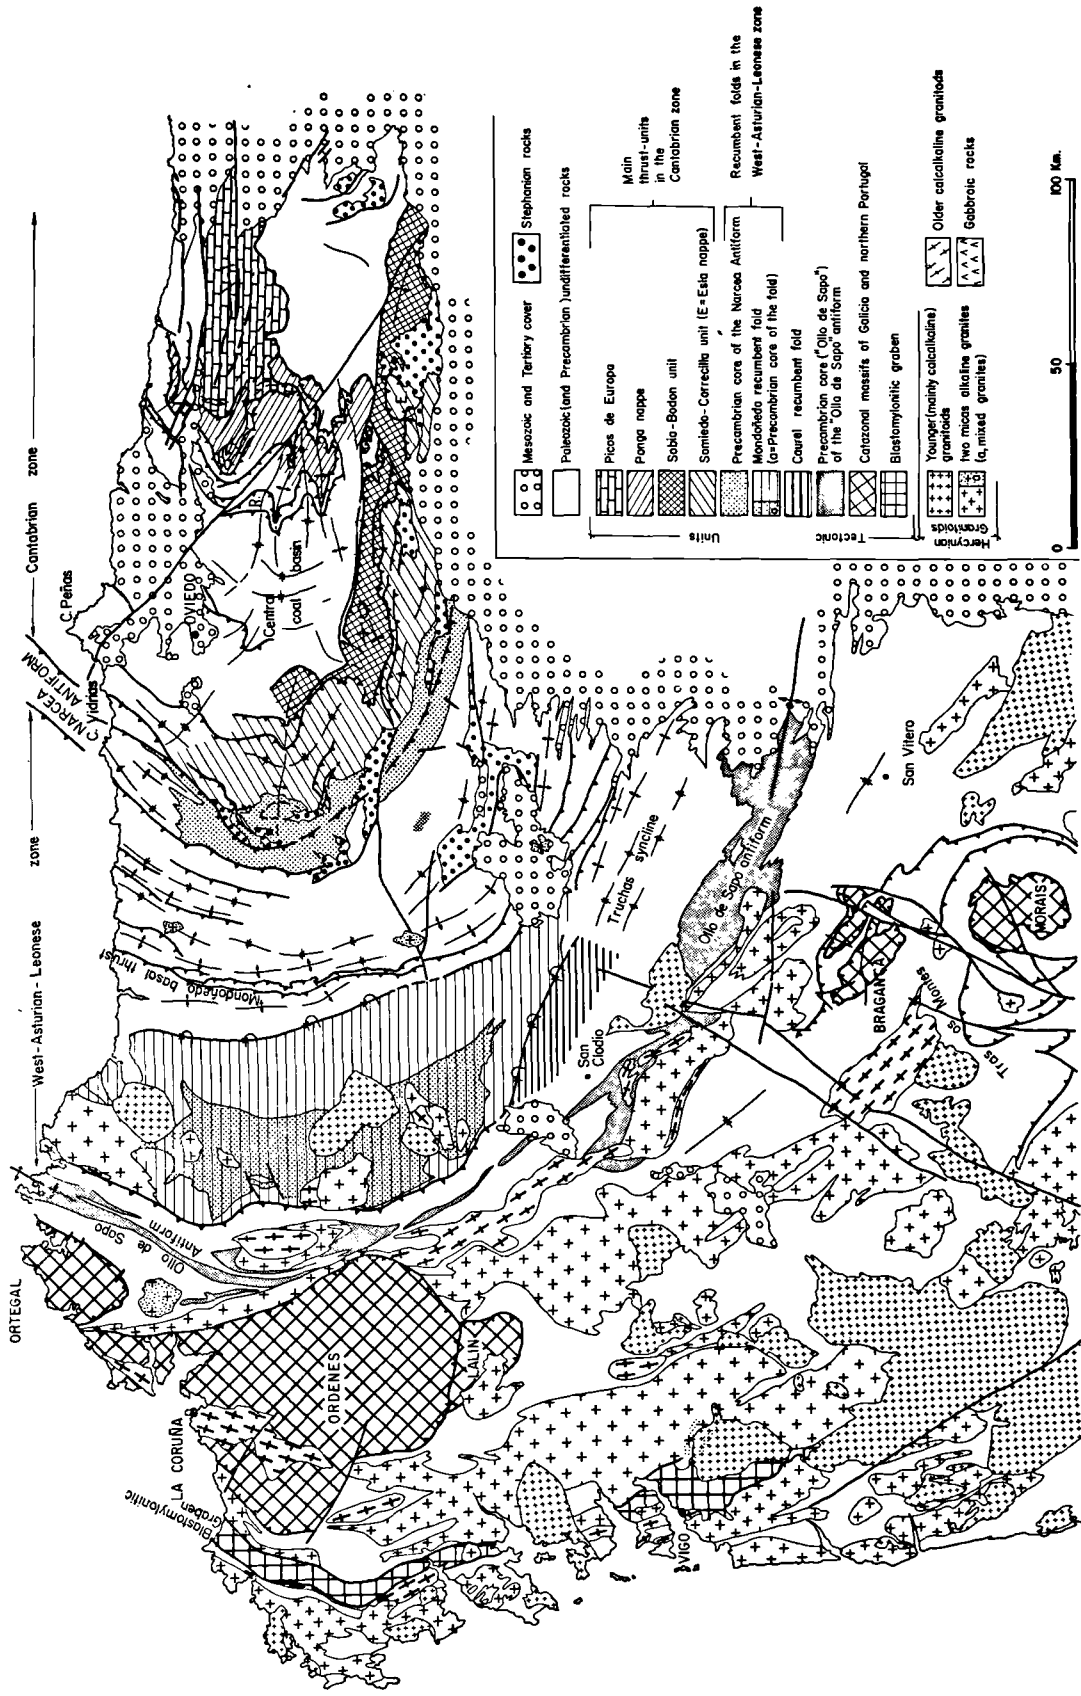 West-Asturian-Leonese zone
Cantabrian zone
ORTEGAL
C. Peñas
C. Vidrias
NARCEA
ANTIFORM
OVIEDO
Central
coal basin
R.
E.
Mondoñedo basal thrust
Ollo de Sapo
Antiform
LA CORUÑA
Blastomylonitic
Graben
ORDENES
LALIN
San
Clodio
Truchas syncline
Ollo de Sapo antiform
San Vitero
VIGO
BRAGANÇA
MORAIS
Tras os Montes
Mesozoic and Tertiary cover
Stephanian rocks
Paleozoic (and Precambrian) undifferentiated rocks
Tectonic Units
Picos de Europa
Ponga nappe
Sobia-Bodon unit
Somiedo-Correcilla unit (E=Esla nappe)
Main
thrust-units
in the
Cantabrian zone
Precambrian core of the Narcea Antiform
Mondoñedo recumbent fold
(a=Precambrian core of the fold)
Caurel recumbent fold
Recumbent folds in the
West-Asturian-Leonese zone
Precambrian core ("Ollo de Sapo")
of the "Ollo de Sapo" antiform
Catazonal massifs of Galicia and northern Portugal
Blastomylonitic graben
Hercynian
Granitoids
Younger (mainly calcalkaline)
granitoids
two micas alkaline granites
(a, mixed granites)
Older calcalkaline granitoids
Gabbroic rocks
0 50 100 Km.